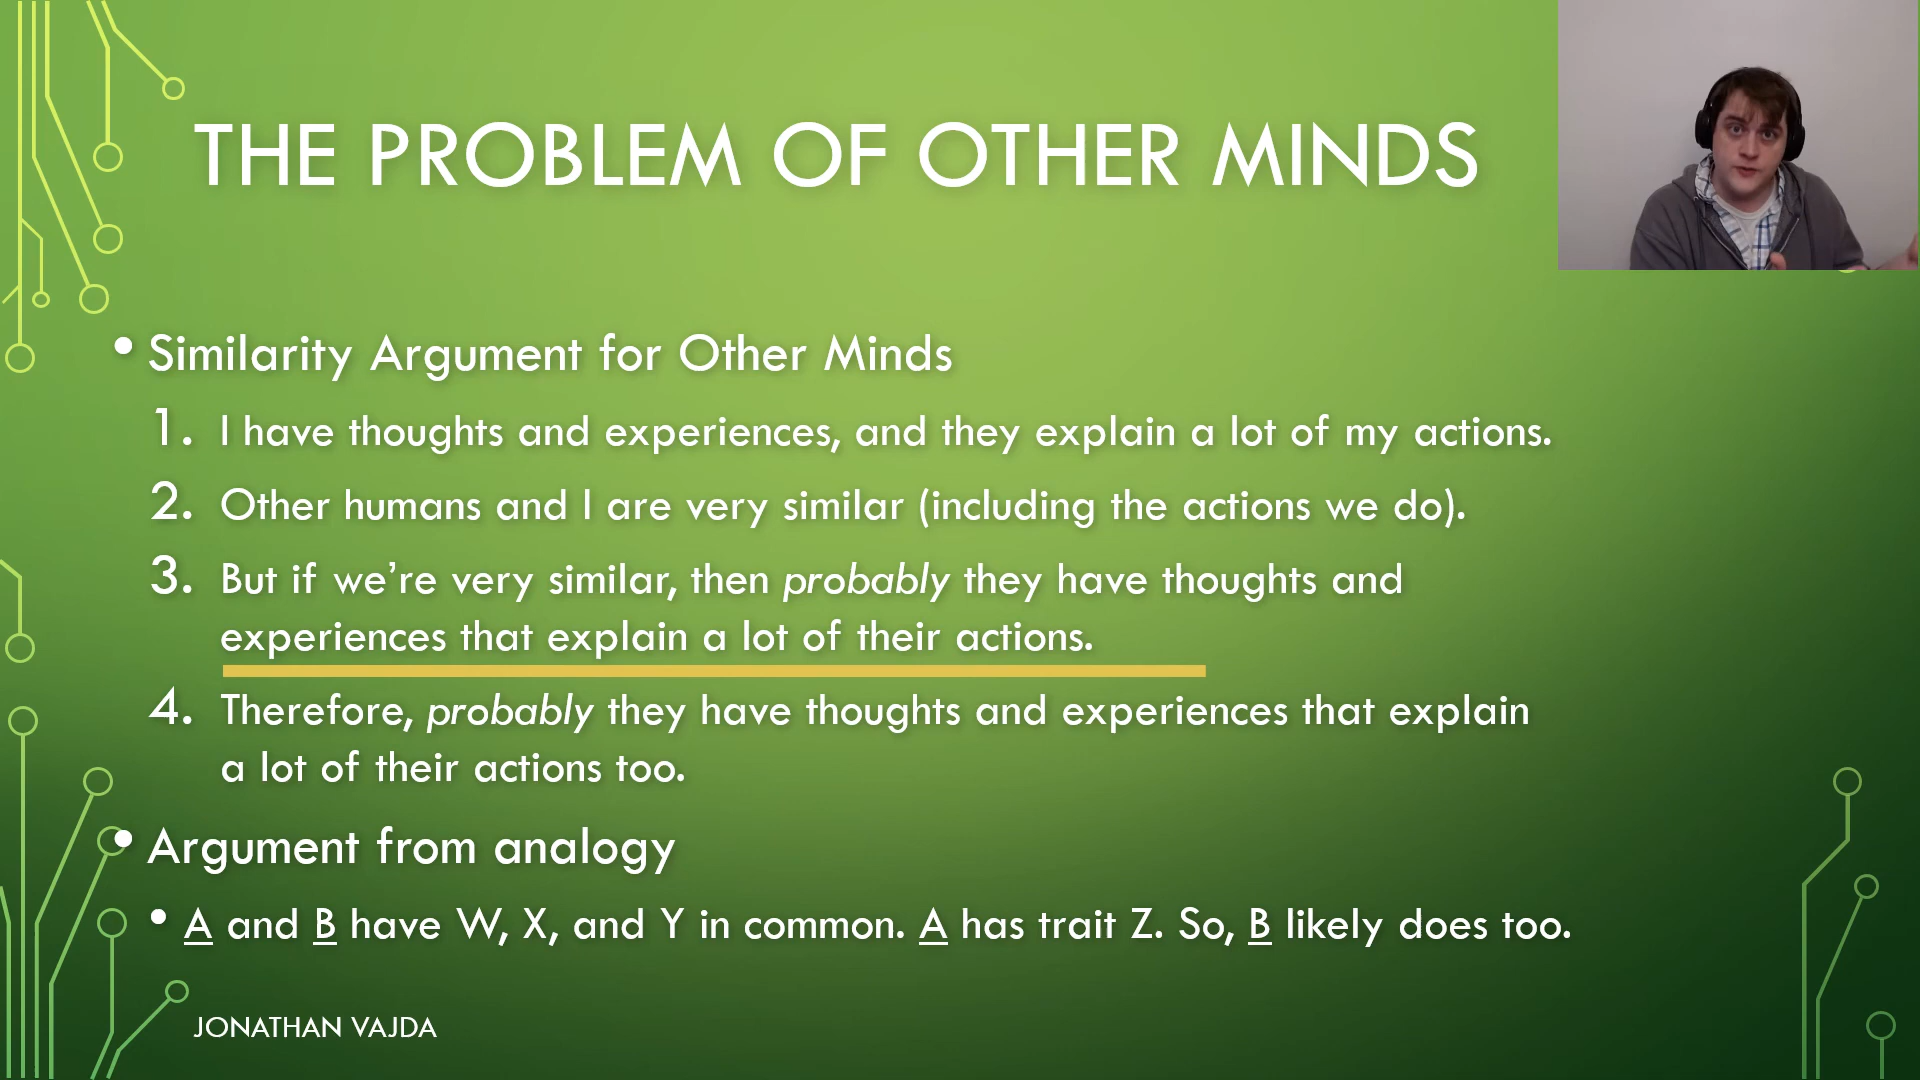 THE PROBLEM OF OTHER MINDS
• Similarity Argument for Other Minds
1. I have thoughts and experiences, and they explain a lot of my actions.
2. Other humans and I are very similar (including the actions we do).
3. But if we’re very similar, then probably they have thoughts and
experiences that explain a lot of their actions.
4. Therefore, probably they have thoughts and experiences that explain
a lot of their actions too.
• Argument from analogy
• A and B have W, X, and Y in common. A has trait Z. So, B likely does too.
JONATHAN VAJDA